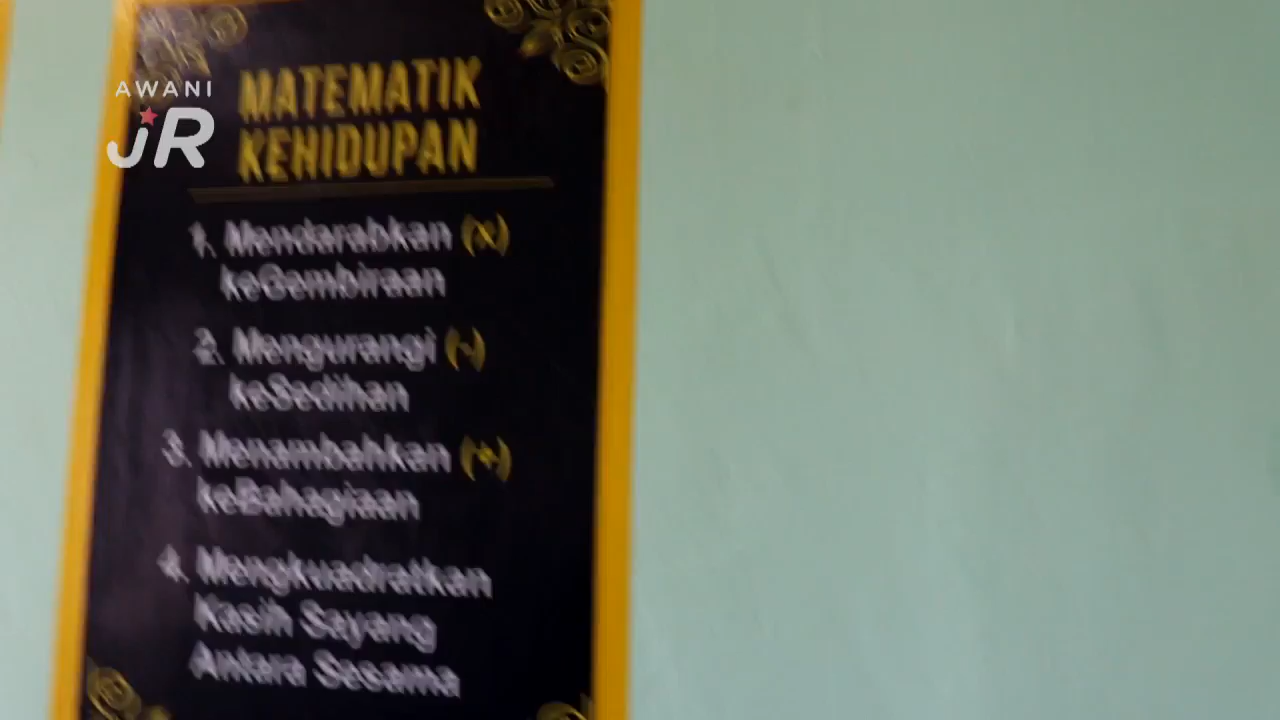 AWANI
jR
MATEMATIK
KEHIDUPAN
1. Mendarabkan (×)
keGembiraan
2. Mengurangi (-)
keSedihan
3. Menambahkan (+)
keBahagiaan
4. Mengkuadratkan
Kasih Sayang
Antara Sesama